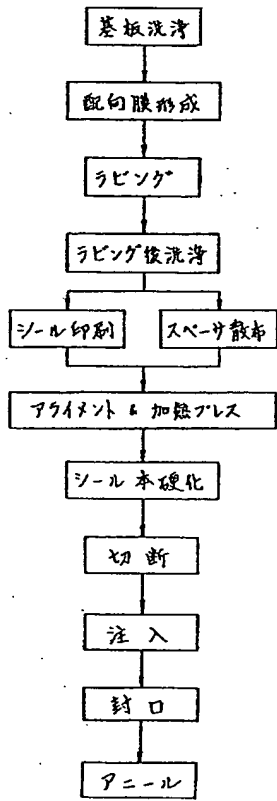 基板洗浄
配向膜形成
ラビング
ラビング後洗浄
シール印刷
スペーサ散布
アライメント & 加熱プレス
シール本硬化
切断
注入
封口
アニール